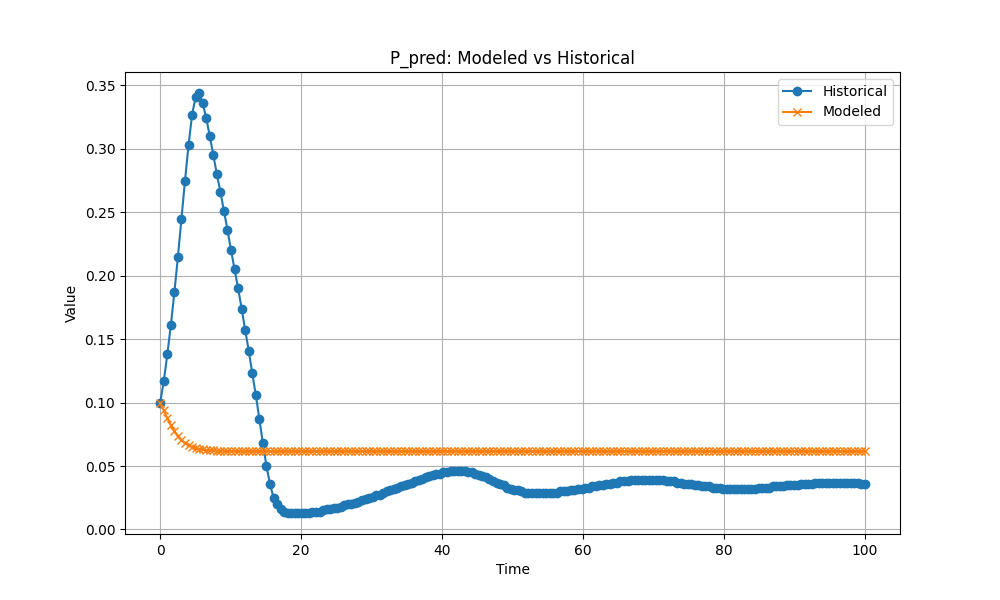 P_pred: Modeled vs Historical
Historical
Modeled
Value
0.35
0.30
0.25
0.20
0.15
0.10
0.05
0.00
0 20 40 60 80 100
Time